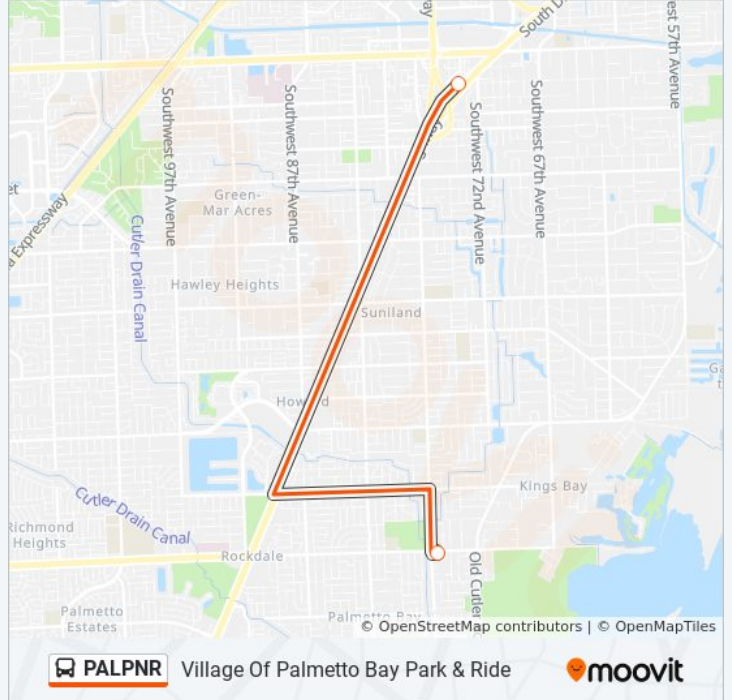 South D
way
est 57th Avenue
Southwest 97th Avenue
Southwest 87th Avenue
Southwest 72nd Avenue
Southwest 67th Avenue
Green-
Mar Acres
a Expressway
Cutler Drain Canal
Hawley Heights
Suniland
Howard
Cutler Drain Canal
Kings Bay
Richmond
Heights
Rockdale
Old Cutler
Palmetto
Estates
Palmetto Bay
© OpenStreetMap contributors | © OpenMapTiles
PALPNR Village Of Palmetto Bay Park & Ride
moovit